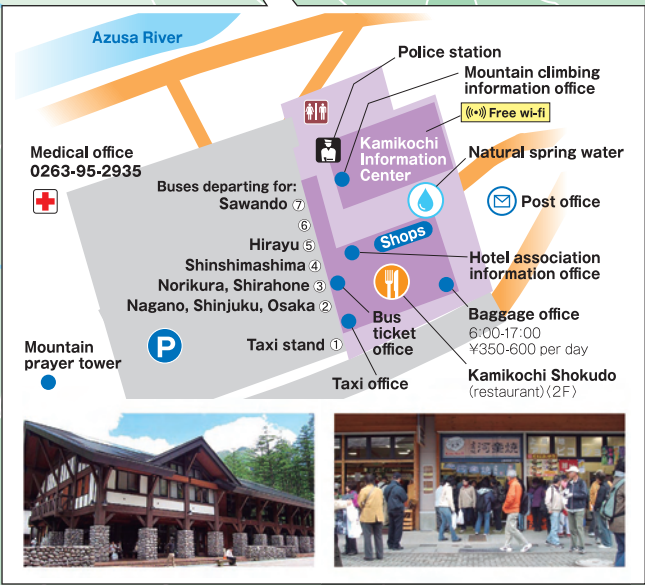 Azusa River
Police station
Mountain climbing
information office
Free wi-fi
Kamikochi
Information
Center
Natural spring water
Medical office
0263-95-2935
Post office
Buses departing for:
Sawando ⑦
⑥
Hirayu ⑤
Shinshimashima ④
Norikura, Shirahone ③
Nagano, Shinjuku, Osaka ②
Taxi stand ①
Shops
Hotel association
information office
Bus
ticket
office
Baggage office
6:00-17:00
¥350-600 per day
P
Mountain
prayer tower
Taxi office
Kamikochi Shokudo
(restaurant)〈2F〉